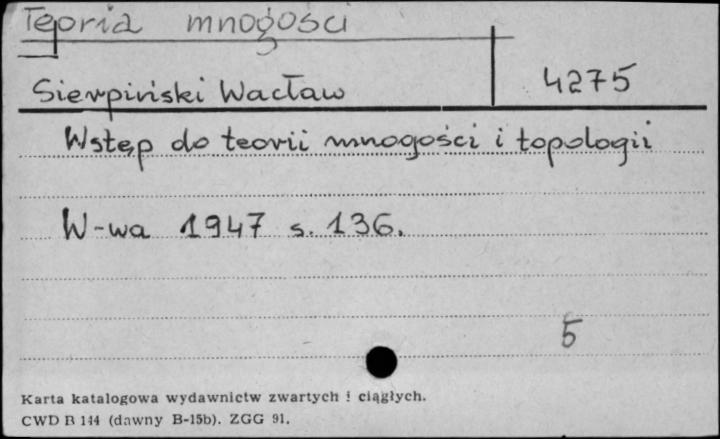 Teoria mnogości
Sierpiński Wacław 4275
Wstęp do teorii mnogości i topologii
W-wa 1947 s. 136.
5
Karta katalogowa wydawnictw zwartych i ciągłych.
CWD B 144 (dawny B-15b). ZGG 91.